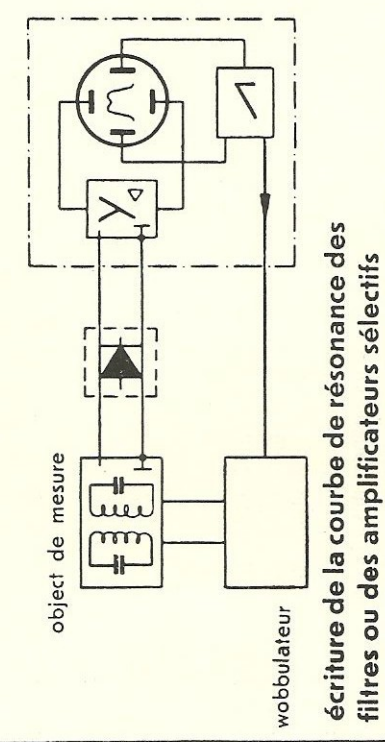 object de mesure
Y
wobbulateur
écriture de la courbe de résonance des
filtres ou des amplificateurs sélectifs